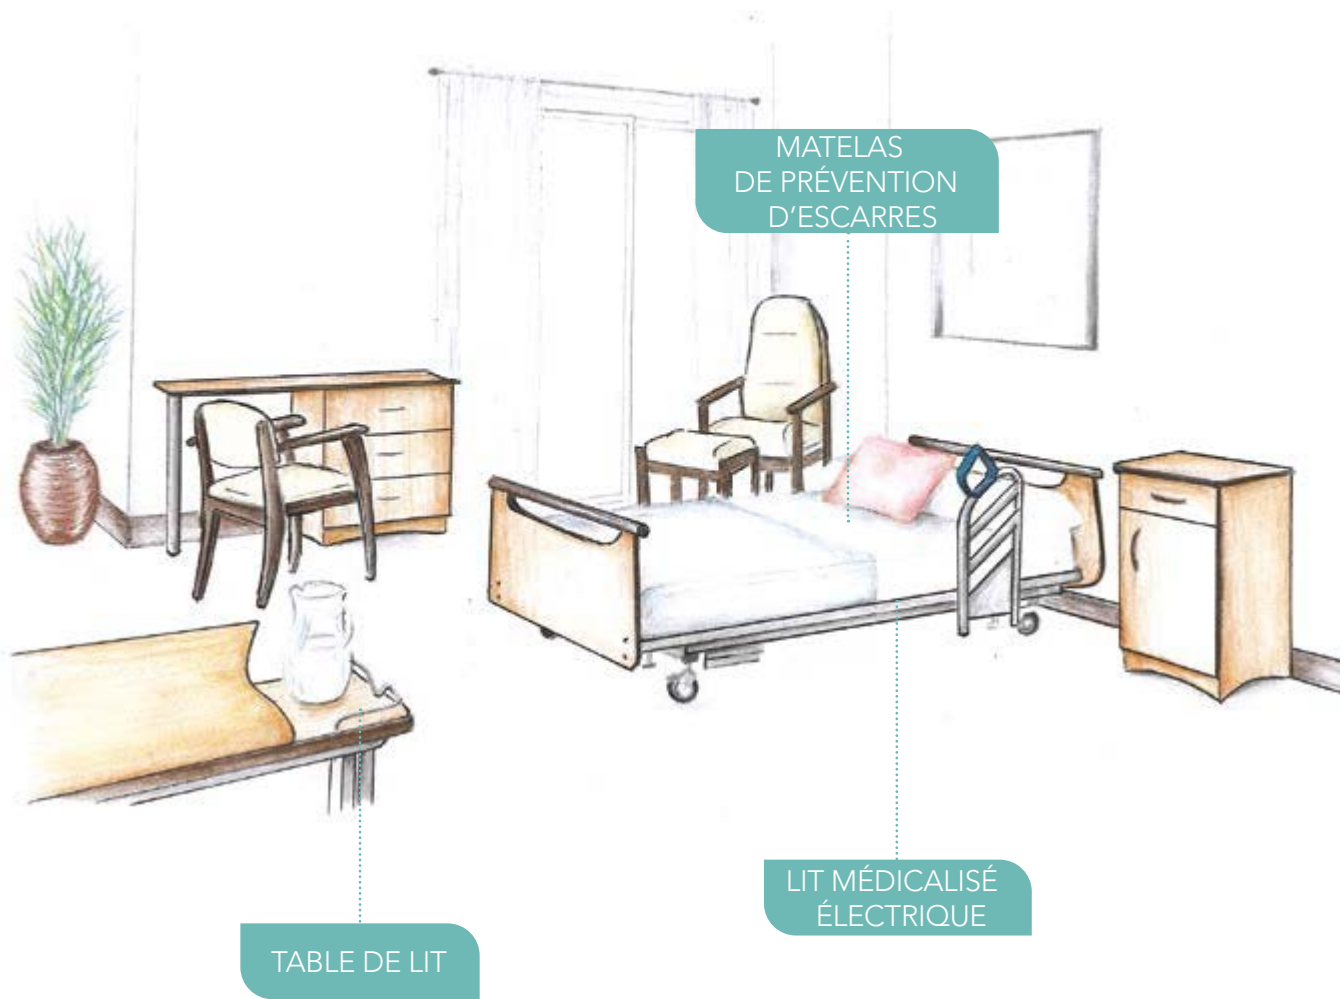 MATELAS
DE PRÉVENTION
D’ESCARRES
LIT MÉDICALISÉ
ÉLECTRIQUE
TABLE DE LIT